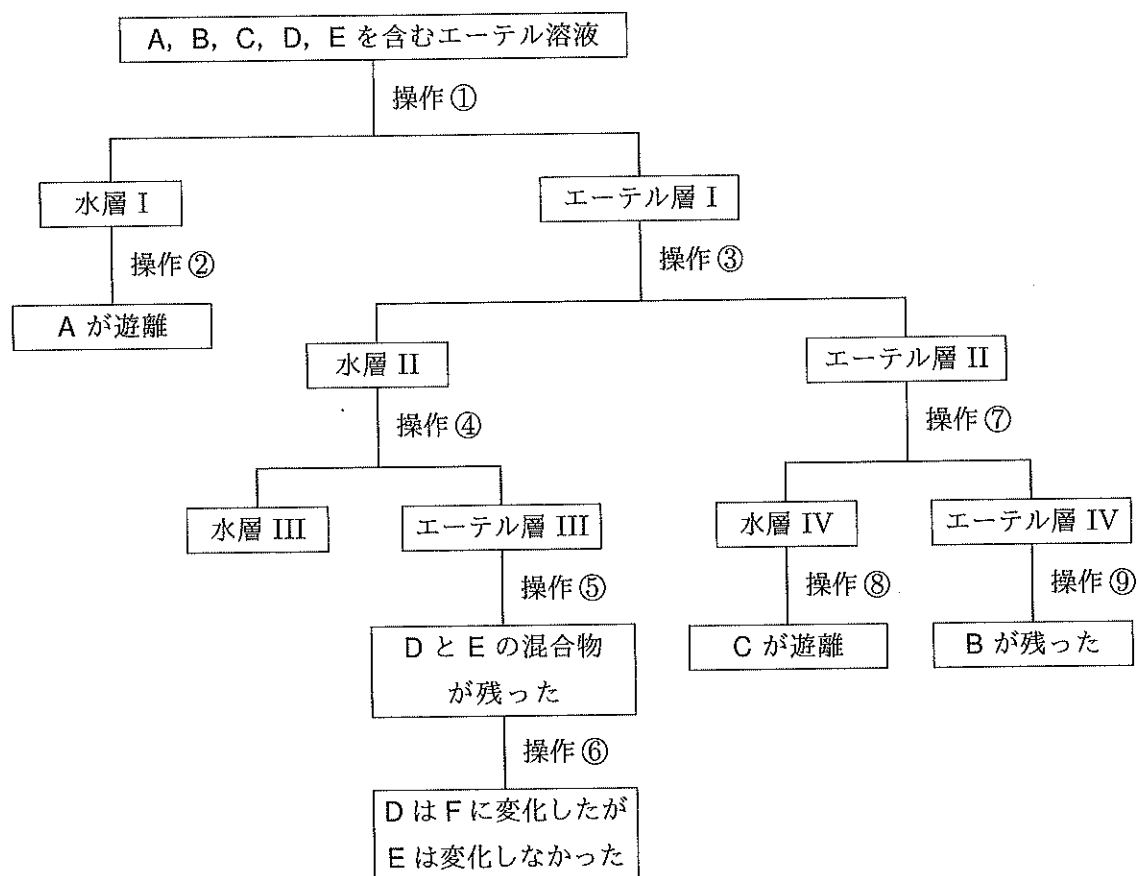 A, B, C, D, E を含むエーテル溶液
操作①
水層 I
エーテル層 I
操作②
操作③
A が遊離
水層 II
エーテル層 II
操作④
操作⑦
水層 III
エーテル層 III
水層 IV
エーテル層 IV
操作⑤
操作⑧
操作⑨
D と E の混合物
が残った
C が遊離
B が残った
操作⑥
D は F に変化したが
E は変化しなかった